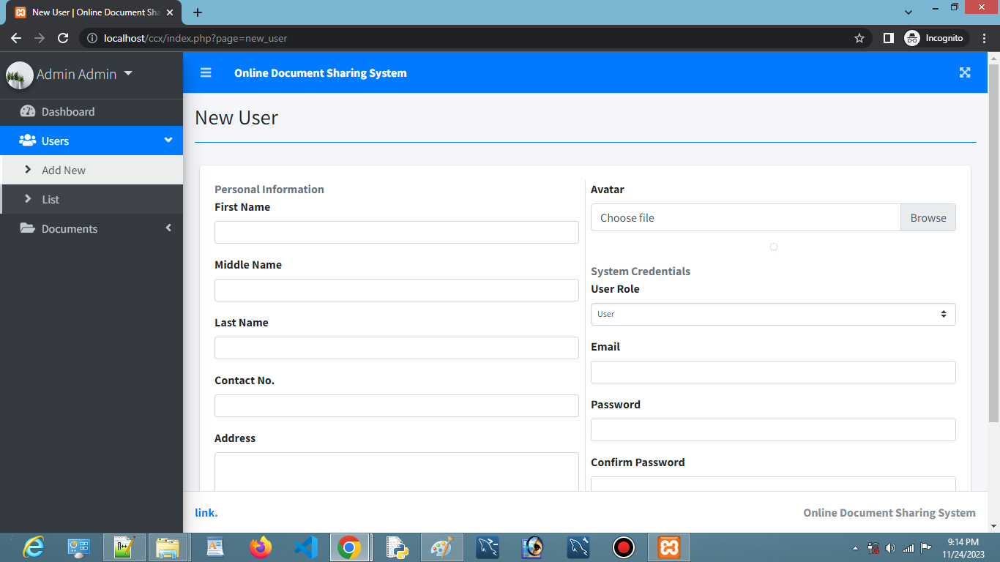 New User | Online Document Sha
localhost/ccx/index.php?page=new_user
Incognito
Admin Admin
Online Document Sharing System
Dashboard
Users
Add New
List
Documents
New User
Personal Information
First Name
Middle Name
Last Name
Contact No.
Address
Avatar
Choose file
Browse
System Credentials
User Role
User
Email
Password
Confirm Password
link.
Online Document Sharing System
9:14 PM
11/24/2023